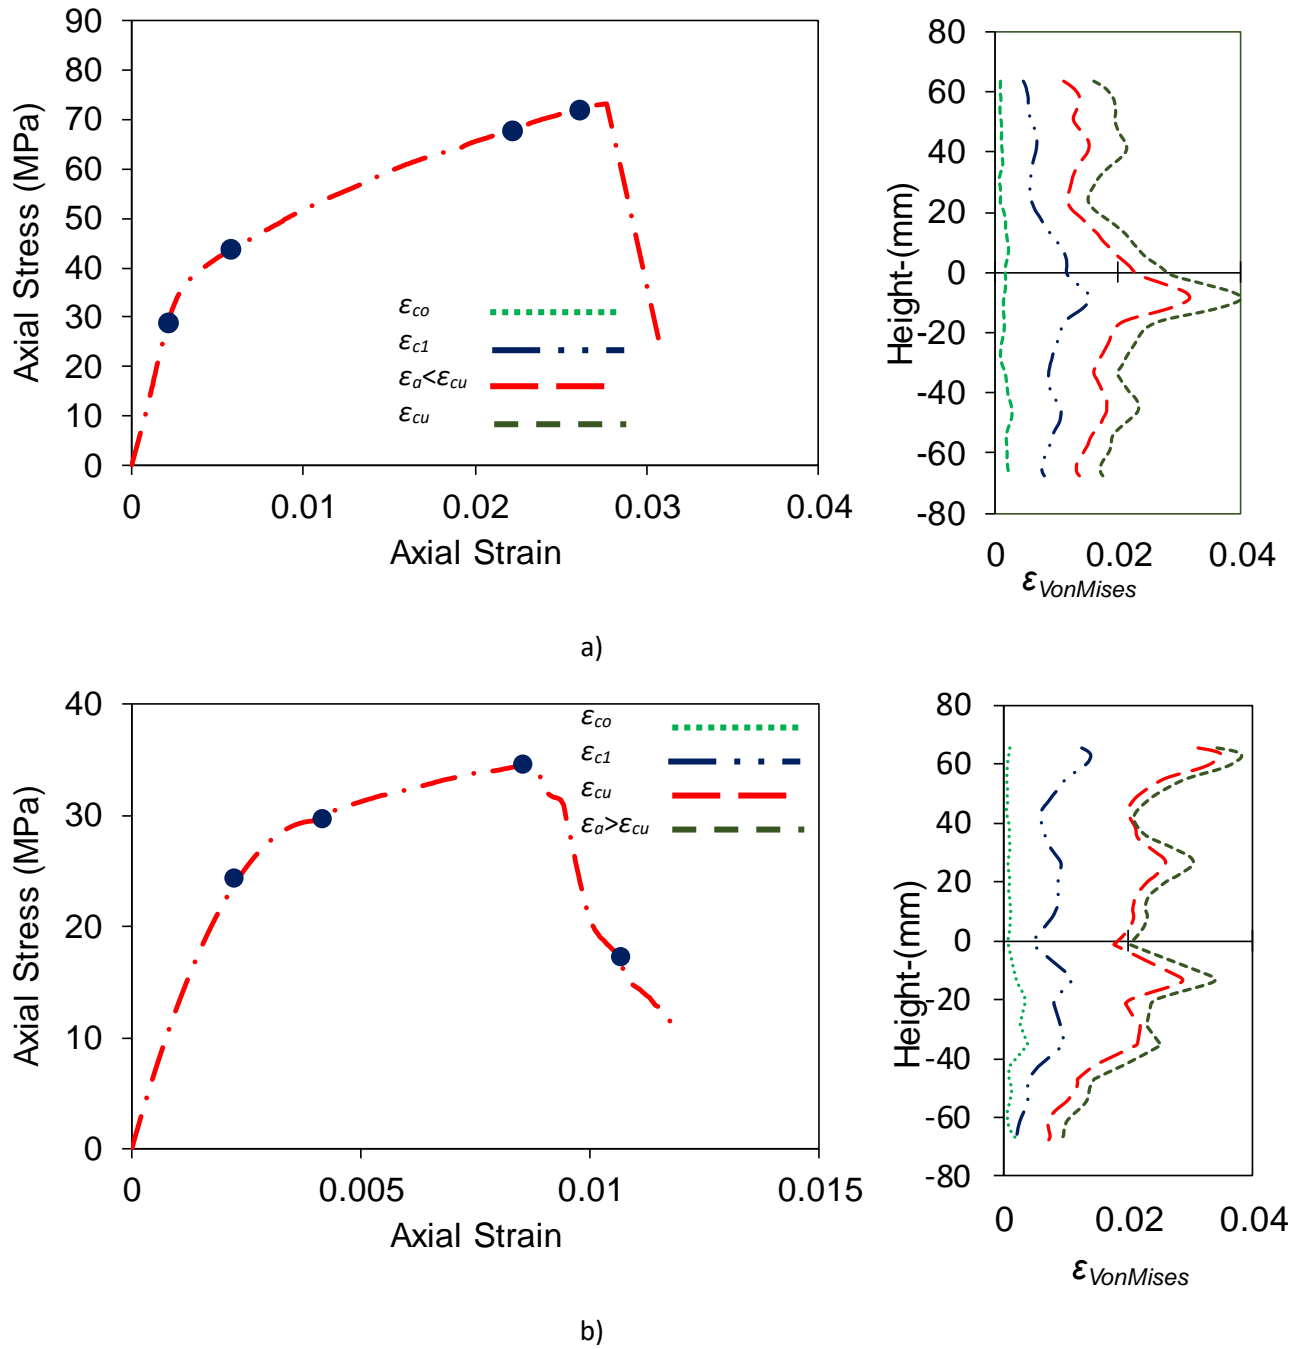 Axial Stress (MPa)
90
80
70
60
50
40
30
20
10
0
0 0.01 0.02 0.03 0.04
Axial Strain
εco
εc1
εa<εcu
εcu
Height-(mm)
80
60
40
20
0
-20
-40
-60
-80
0 0.02 0.04
εVonMises
a)
Axial Stress (MPa)
40
30
20
10
0
0 0.005 0.01 0.015
Axial Strain
εco
εc1
εcu
εa>εcu
Height-(mm)
80
60
40
20
0
-20
-40
-60
-80
0 0.02 0.04
εVonMises
b)